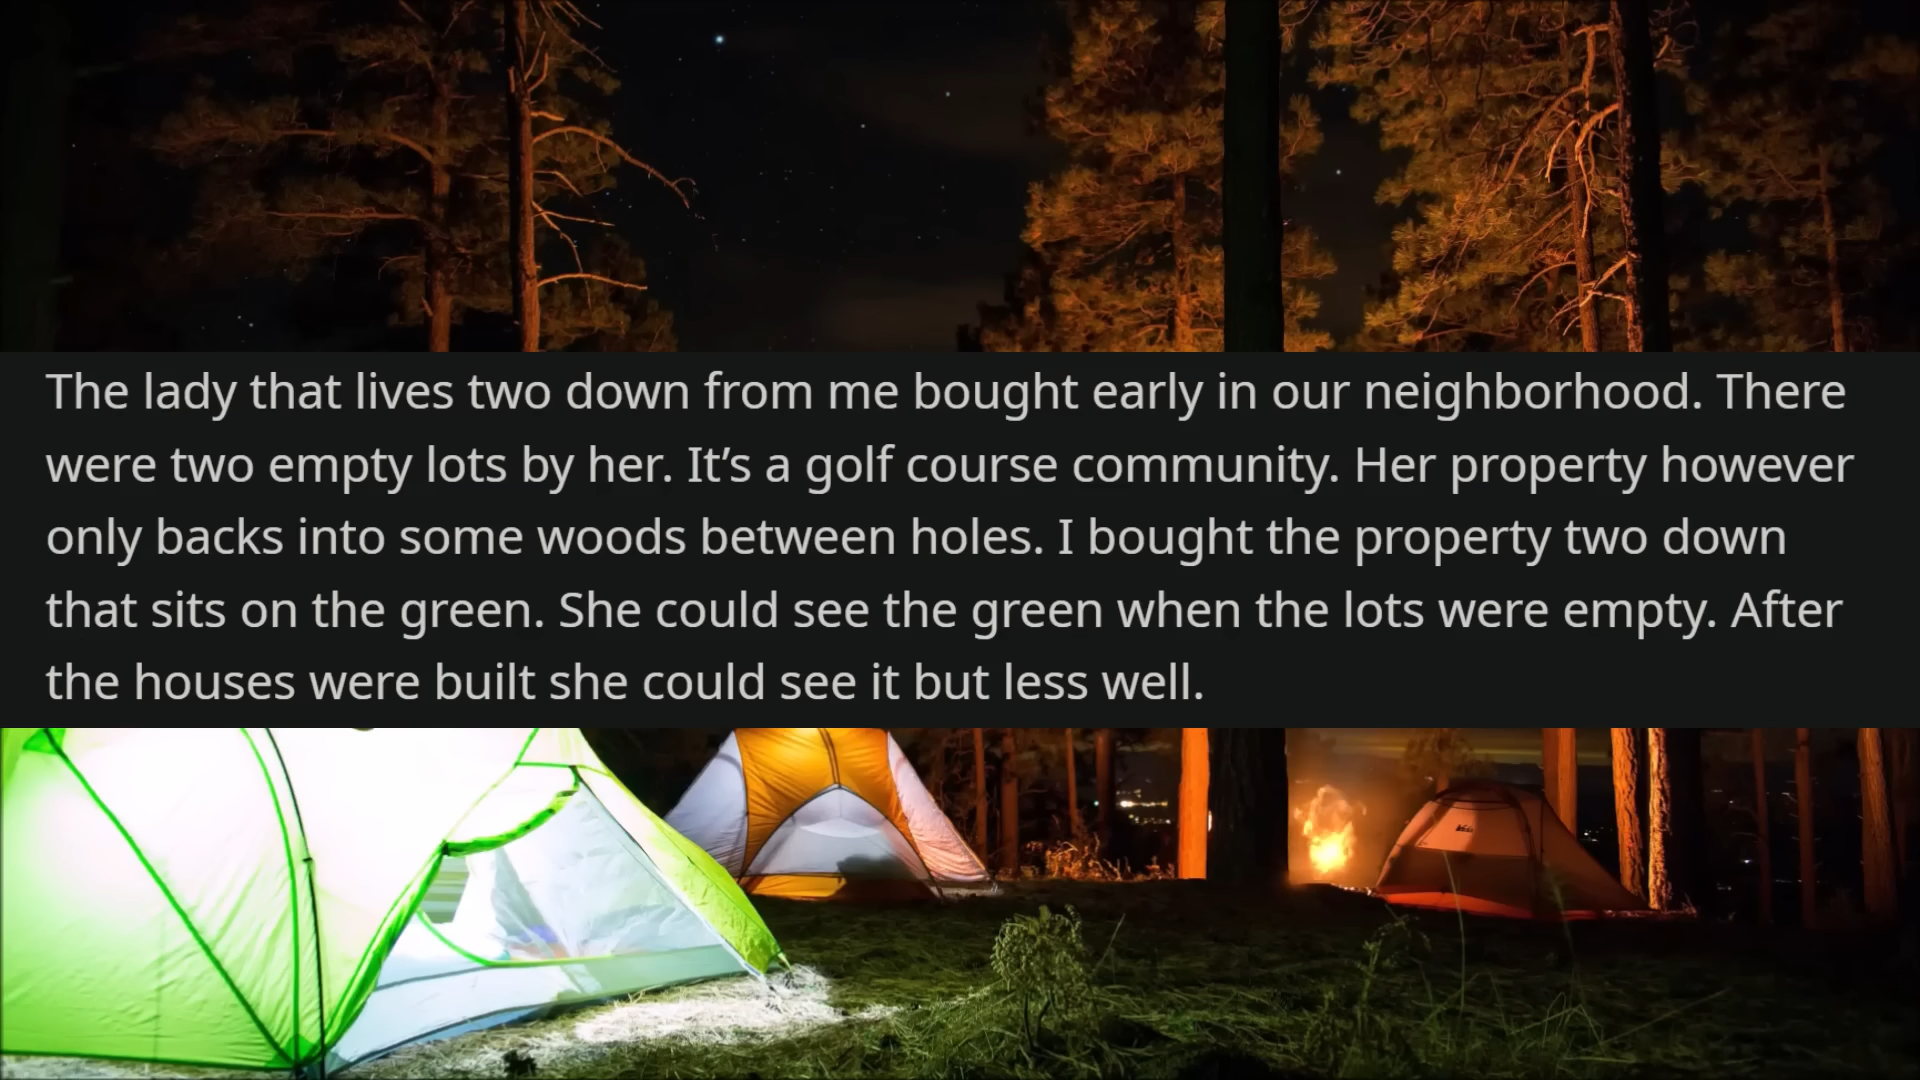 The lady that lives two down from me bought early in our neighborhood. There
were two empty lots by her. It’s a golf course community. Her property however
only backs into some woods between holes. I bought the property two down
that sits on the green. She could see the green when the lots were empty. After
the houses were built she could see it but less well.